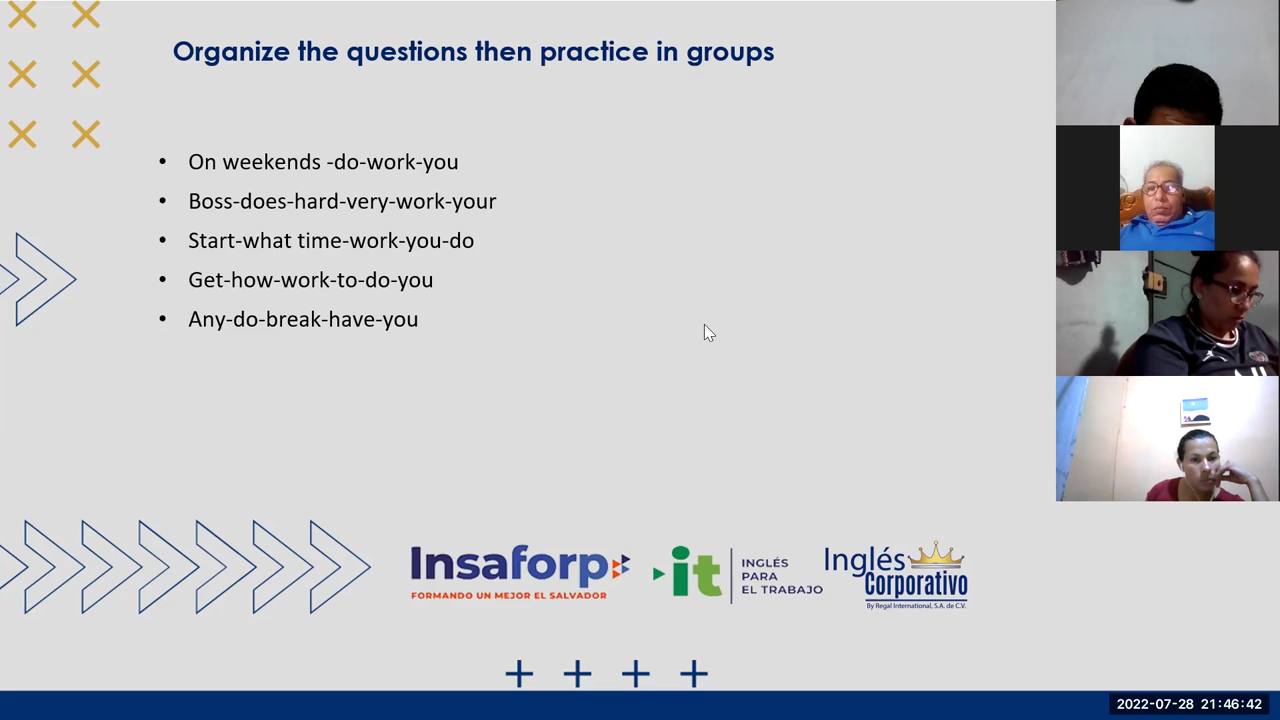 Organize the questions then practice in groups
• On weekends -do-work-you
• Boss-does-hard-very-work-your
• Start-what time-work-you-do
• Get-how-work-to-do-you
• Any-do-break-have-you
Insaforp
FORMANDO UN MEJOR EL SALVADOR
it
INGLÉS
PARA
EL TRABAJO
Inglés
Corporativo
By Regal International, S.A. de C.V.
2022-07-28 21:46:42